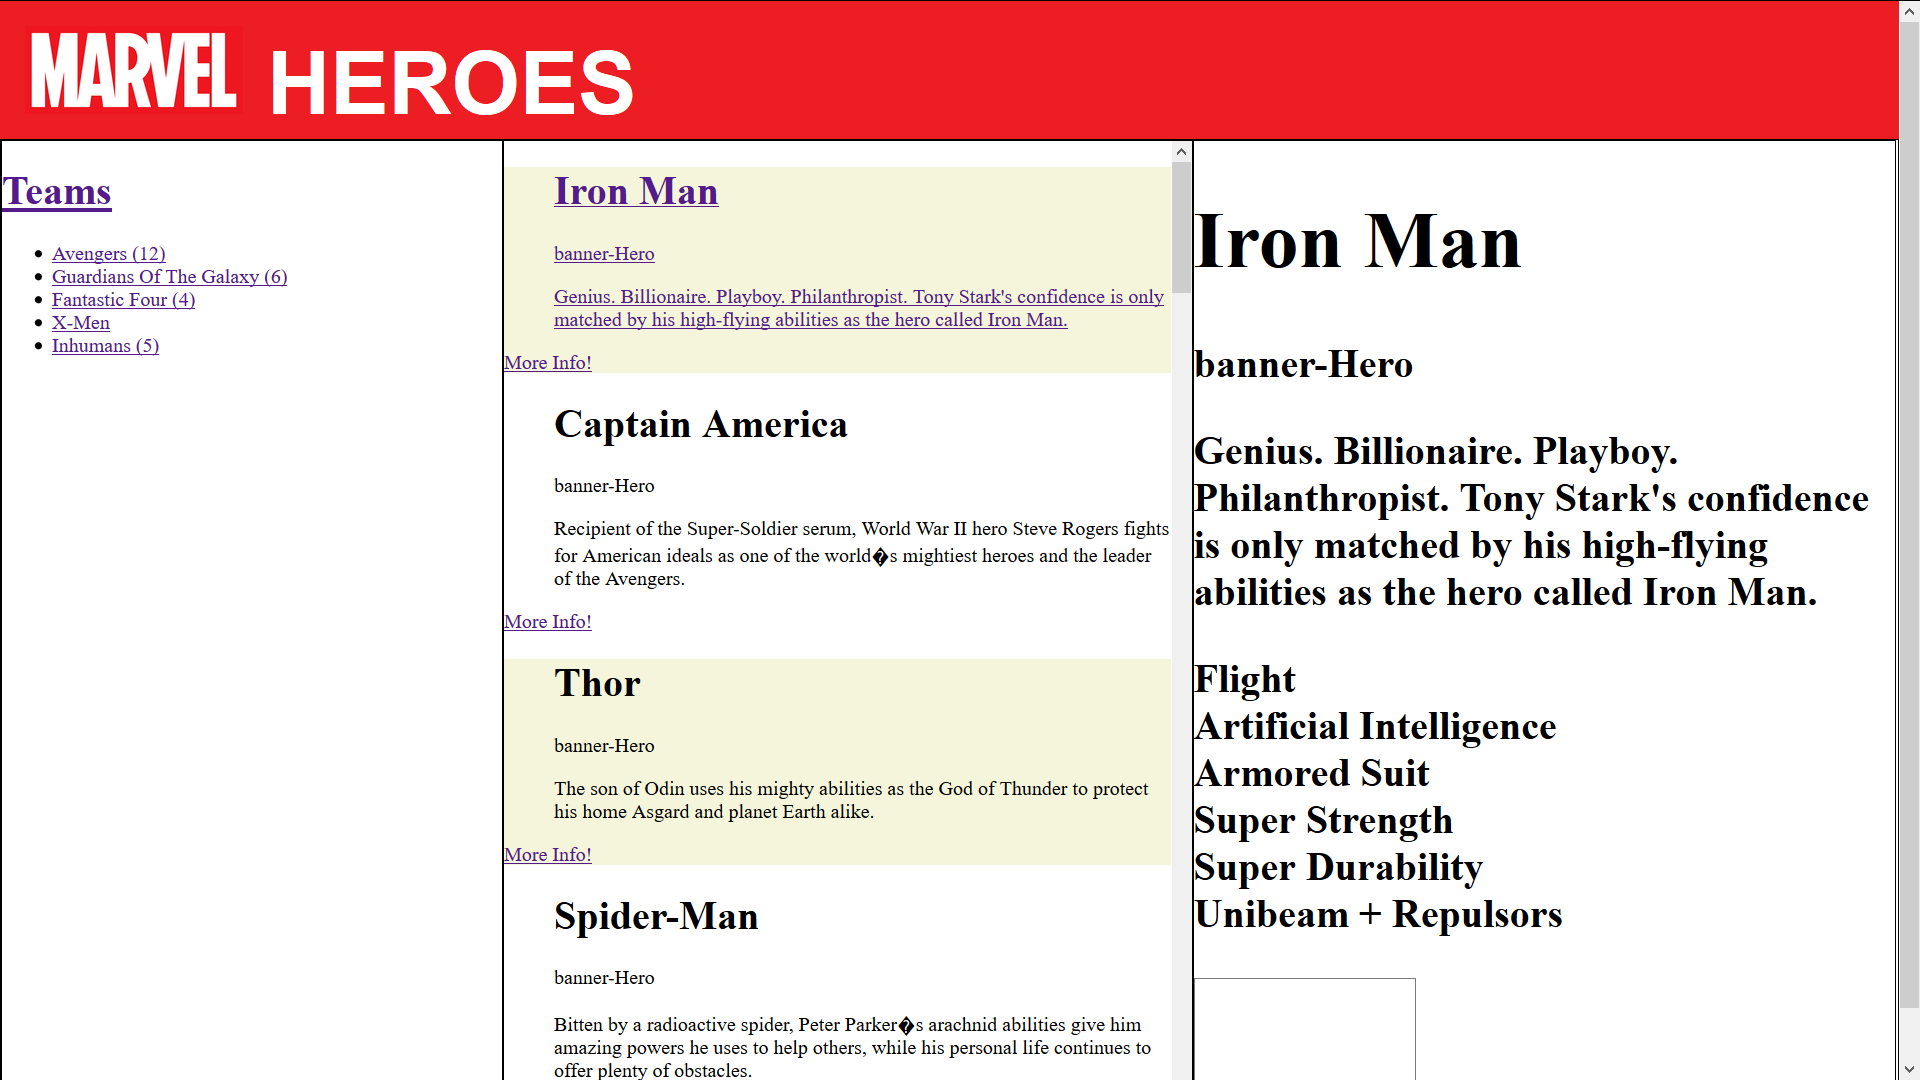 MARVEL HEROES
Teams
Avengers (12)
Guardians Of The Galaxy (6)
Fantastic Four (4)
X-Men
Inhumans (5)
Iron Man
banner-Hero
Genius. Billionaire. Playboy. Philanthropist. Tony Stark's confidence is only
matched by his high-flying abilities as the hero called Iron Man.
More Info!
Captain America
banner-Hero
Recipient of the Super-Soldier serum, World War II hero Steve Rogers fights
for American ideals as one of the world�s mightiest heroes and the leader
of the Avengers.
More Info!
Thor
banner-Hero
The son of Odin uses his mighty abilities as the God of Thunder to protect
his home Asgard and planet Earth alike.
More Info!
Spider-Man
banner-Hero
Bitten by a radioactive spider, Peter Parker�s arachnid abilities give him
amazing powers he uses to help others, while his personal life continues to
offer plenty of obstacles.
Iron Man
banner-Hero
Genius. Billionaire. Playboy.
Philanthropist. Tony Stark's confidence
is only matched by his high-flying
abilities as the hero called Iron Man.
Flight
Artificial Intelligence
Armored Suit
Super Strength
Super Durability
Unibeam + Repulsors